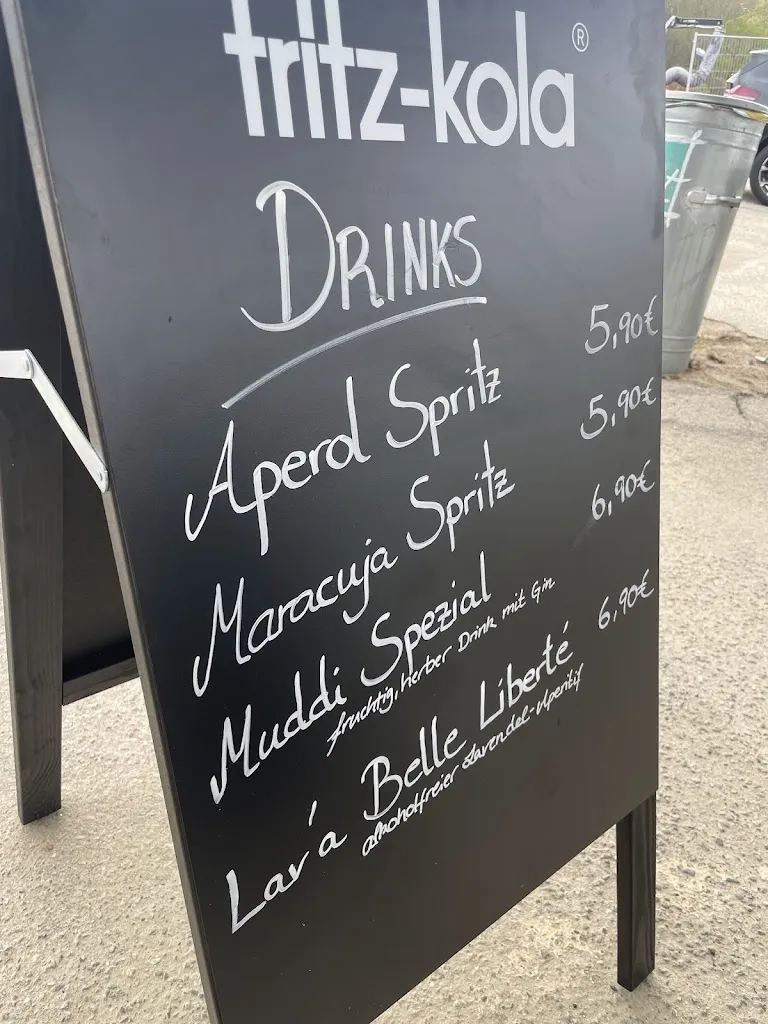 fritz-kola®
DRINKS
Aperol Spritz 5,90€
Maracuja Spritz 5,90€
Muddi Spezial 6,90€
fruchtig, herber Drink mit Gin
Lav'á Belle Liberté 6,90€
alkoholfreier Lavendel-Aperitif